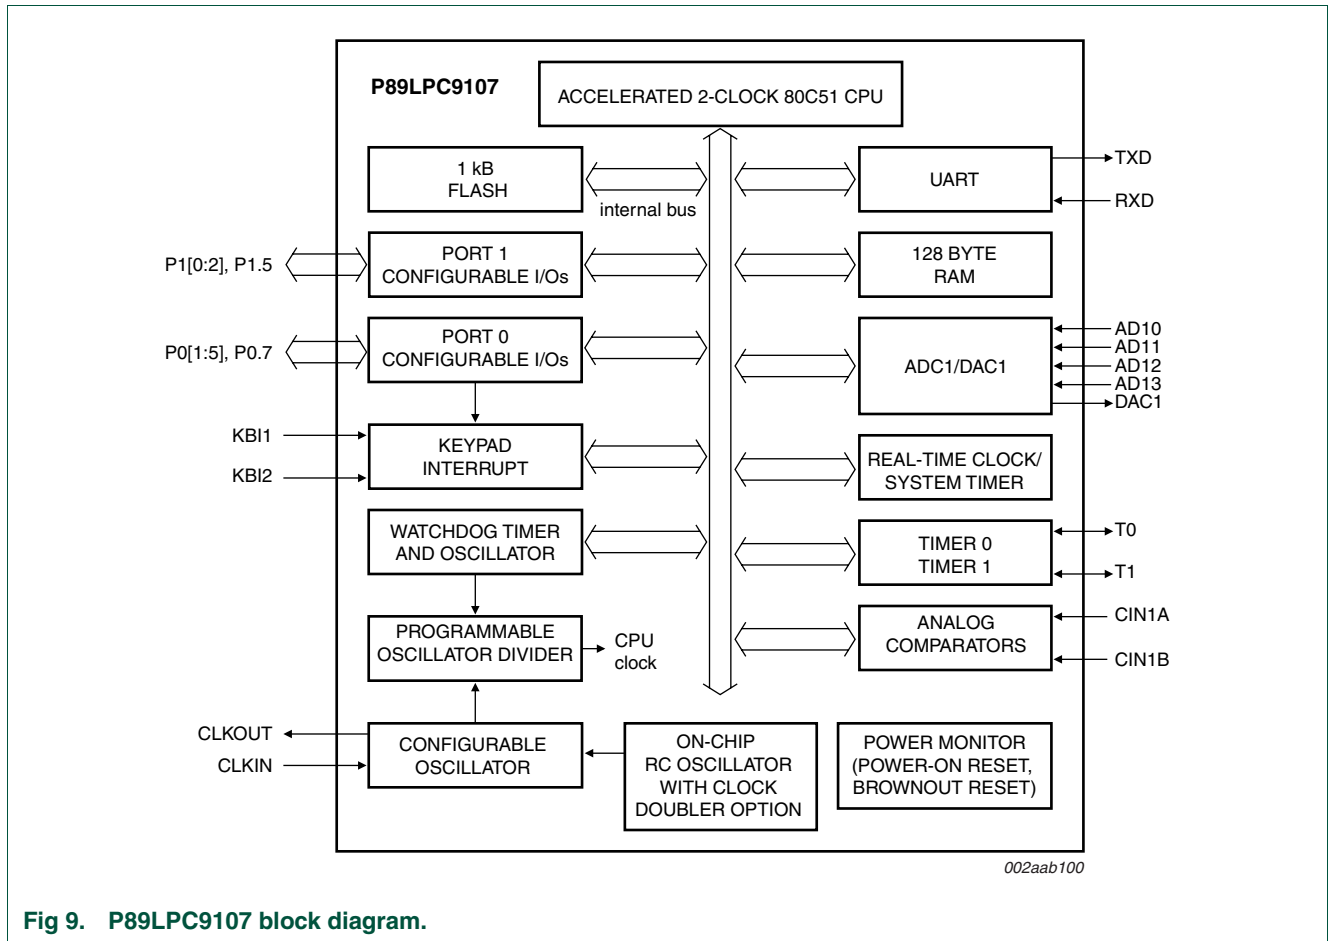 P89LPC9107
ACCELERATED 2-CLOCK 80C51 CPU
1 kB
FLASH
internal bus
UART
TXD
RXD
P1[0:2], P1.5
PORT 1
CONFIGURABLE I/Os
128 BYTE
RAM
P0[1:5], P0.7
PORT 0
CONFIGURABLE I/Os
ADC1/DAC1
AD10
AD11
AD12
AD13
DAC1
KBI1
KBI2
KEYPAD
INTERRUPT
REAL-TIME CLOCK/
SYSTEM TIMER
WATCHDOG TIMER
AND OSCILLATOR
TIMER 0
TIMER 1
T0
T1
PROGRAMMABLE
OSCILLATOR DIVIDER
CPU
clock
ANALOG
COMPARATORS
CIN1A
CIN1B
CLKOUT
CLKIN
CONFIGURABLE
OSCILLATOR
ON-CHIP
RC OSCILLATOR
WITH CLOCK
DOUBLER OPTION
POWER MONITOR
(POWER-ON RESET,
BROWNOUT RESET)
002aab100
Fig 9. P89LPC9107 block diagram.